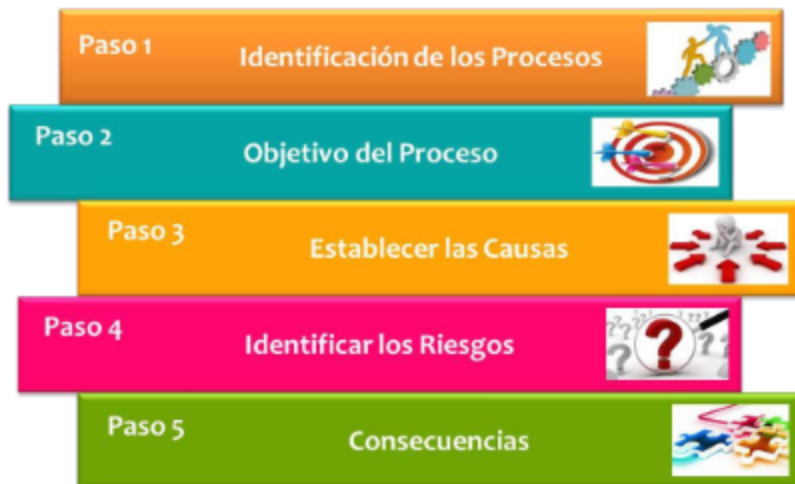 Paso 1
Identificación de los Procesos
Paso 2
Objetivo del Proceso
Paso 3
Establecer las Causas
Paso 4
Identificar los Riesgos
Paso 5
Consecuencias